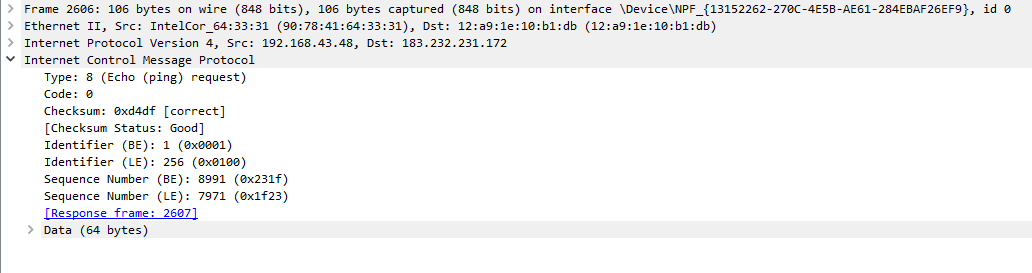 Frame 2606: 106 bytes on wire (848 bits), 106 bytes captured (848 bits) on interface \Device\NPF_{13152262-270C-4E5B-AE61-284EBAF26EF9}, id 0
Ethernet II, Src: IntelCor_64:33:31 (90:78:41:64:33:31), Dst: 12:a9:1e:10:b1:db (12:a9:1e:10:b1:db)
Internet Protocol Version 4, Src: 192.168.43.48, Dst: 183.232.231.172
Internet Control Message Protocol
Type: 8 (Echo (ping) request)
Code: 0
Checksum: 0xd4df [correct]
[Checksum Status: Good]
Identifier (BE): 1 (0x0001)
Identifier (LE): 256 (0x0100)
Sequence Number (BE): 8991 (0x231f)
Sequence Number (LE): 7971 (0x1f23)
[Response frame: 2607]
Data (64 bytes)